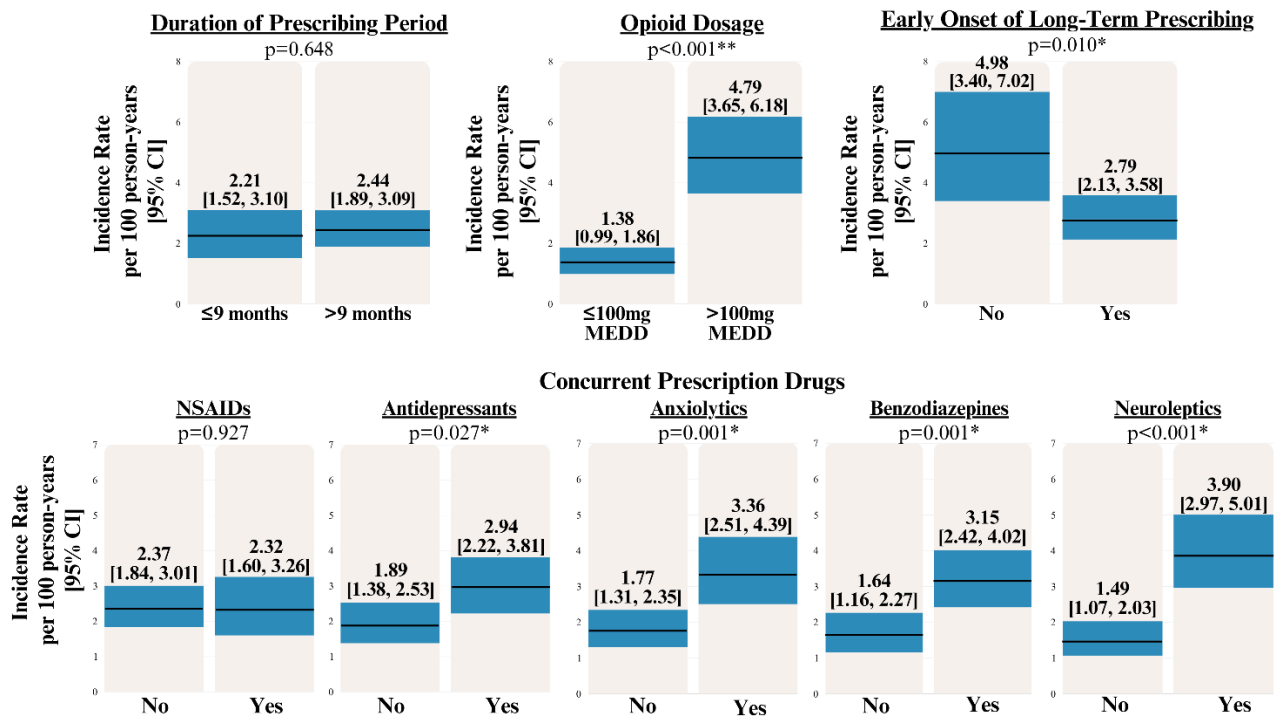 Duration of Prescribing Period
p=0.648
Incidence Rate
per 100 person-years
[95% CI]
8
6
4
2
0
2.21
[1.52, 3.10]
2.44
[1.89, 3.09]
≤9 months
>9 months
Opioid Dosage
p<0.001**
8
6
4
2
0
Incidence Rate
per 100 person-years
[95% CI]
1.38
[0.99, 1.86]
4.79
[3.65, 6.18]
≤100mg
MEDD
>100mg
MEDD
Early Onset of Long-Term Prescribing
p=0.010*
Incidence Rate
per 100 person-years
[95% CI]
8
6
4
2
0
4.98
[3.40, 7.02]
2.79
[2.13, 3.58]
No
Yes
Concurrent Prescription Drugs
NSAIDs
p=0.927
Incidence Rate
per 100 person-years
[95% CI]
7
6
5
4
3
2
1
0
2.37
[1.84, 3.01]
2.32
[1.60, 3.26]
No
Yes
Antidepressants
p=0.027*
7
6
5
4
3
2
1
0
1.89
[1.38, 2.53]
2.94
[2.22, 3.81]
No
Yes
Anxiolytics
p=0.001*
7
6
5
4
3
2
1
0
1.77
[1.31, 2.35]
3.36
[2.51, 4.39]
No
Yes
Benzodiazepines
p=0.001*
7
6
5
4
3
2
1
0
1.64
[1.16, 2.27]
3.15
[2.42, 4.02]
No
Yes
Neuroleptics
p<0.001*
7
6
5
4
3
2
1
0
1.49
[1.07, 2.03]
3.90
[2.97, 5.01]
No
Yes